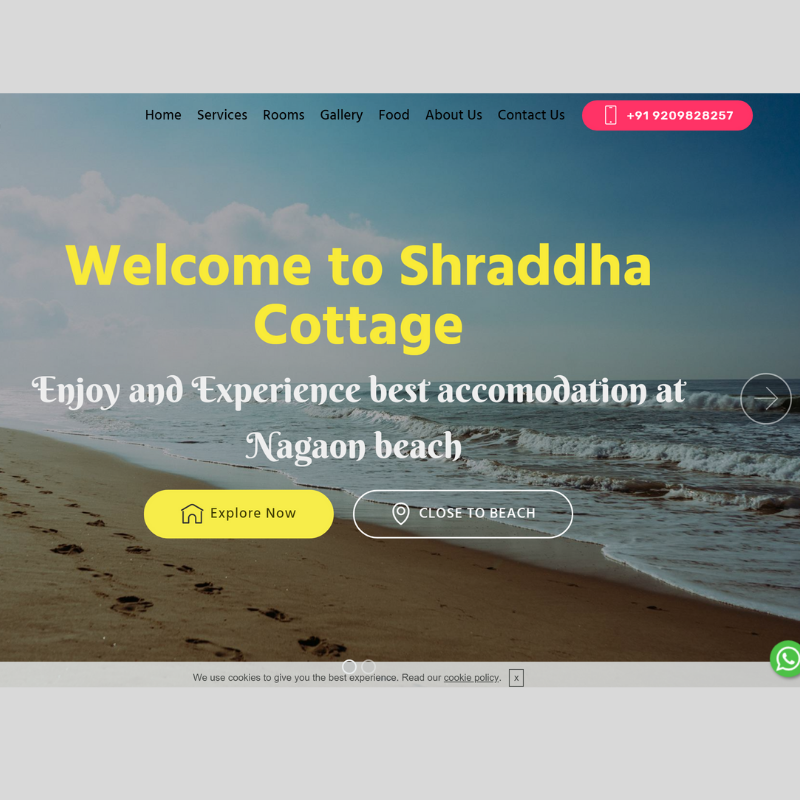 Home Services Rooms Gallery Food About Us Contact Us +91 9209828257
Welcome to Shraddha
Cottage
Enjoy and Experience best accomodation at
Nagaon beach
Explore Now CLOSE TO BEACH
We use cookies to give you the best experience. Read our cookie policy. x